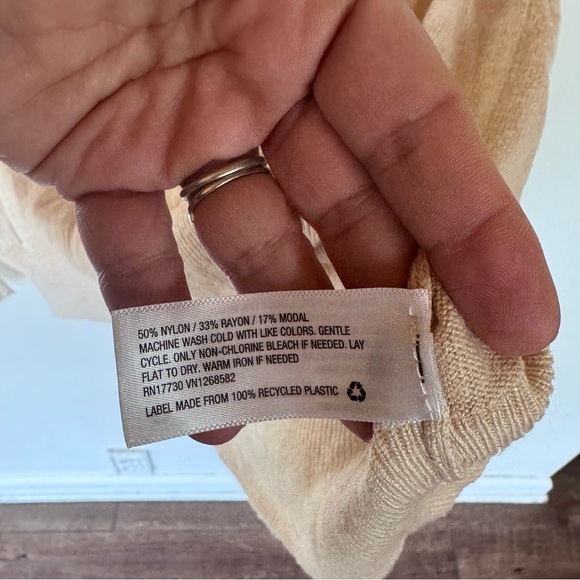 50% NYLON / 33% RAYON / 17% MODAL
MACHINE WASH COLD WITH LIKE COLORS. GENTLE
CYCLE. ONLY NON-CHLORINE BLEACH IF NEEDED. LAY
FLAT TO DRY. WARM IRON IF NEEDED
RN17730 VN1268582
LABEL MADE FROM 100% RECYCLED PLASTIC